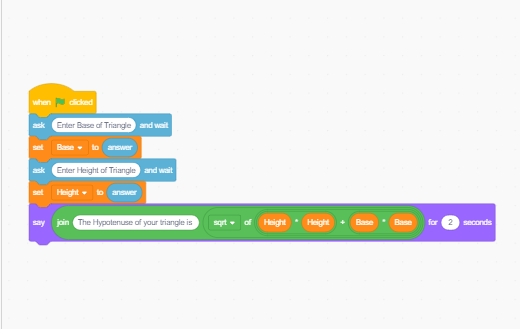 when clicked
ask Enter Base of Triangle and wait
set Base to answer
ask Enter Height of Triangle and wait
set Height to answer
say join The Hypotenuse of your triangle is sqrt of Height * Height + Base * Base for 2 seconds